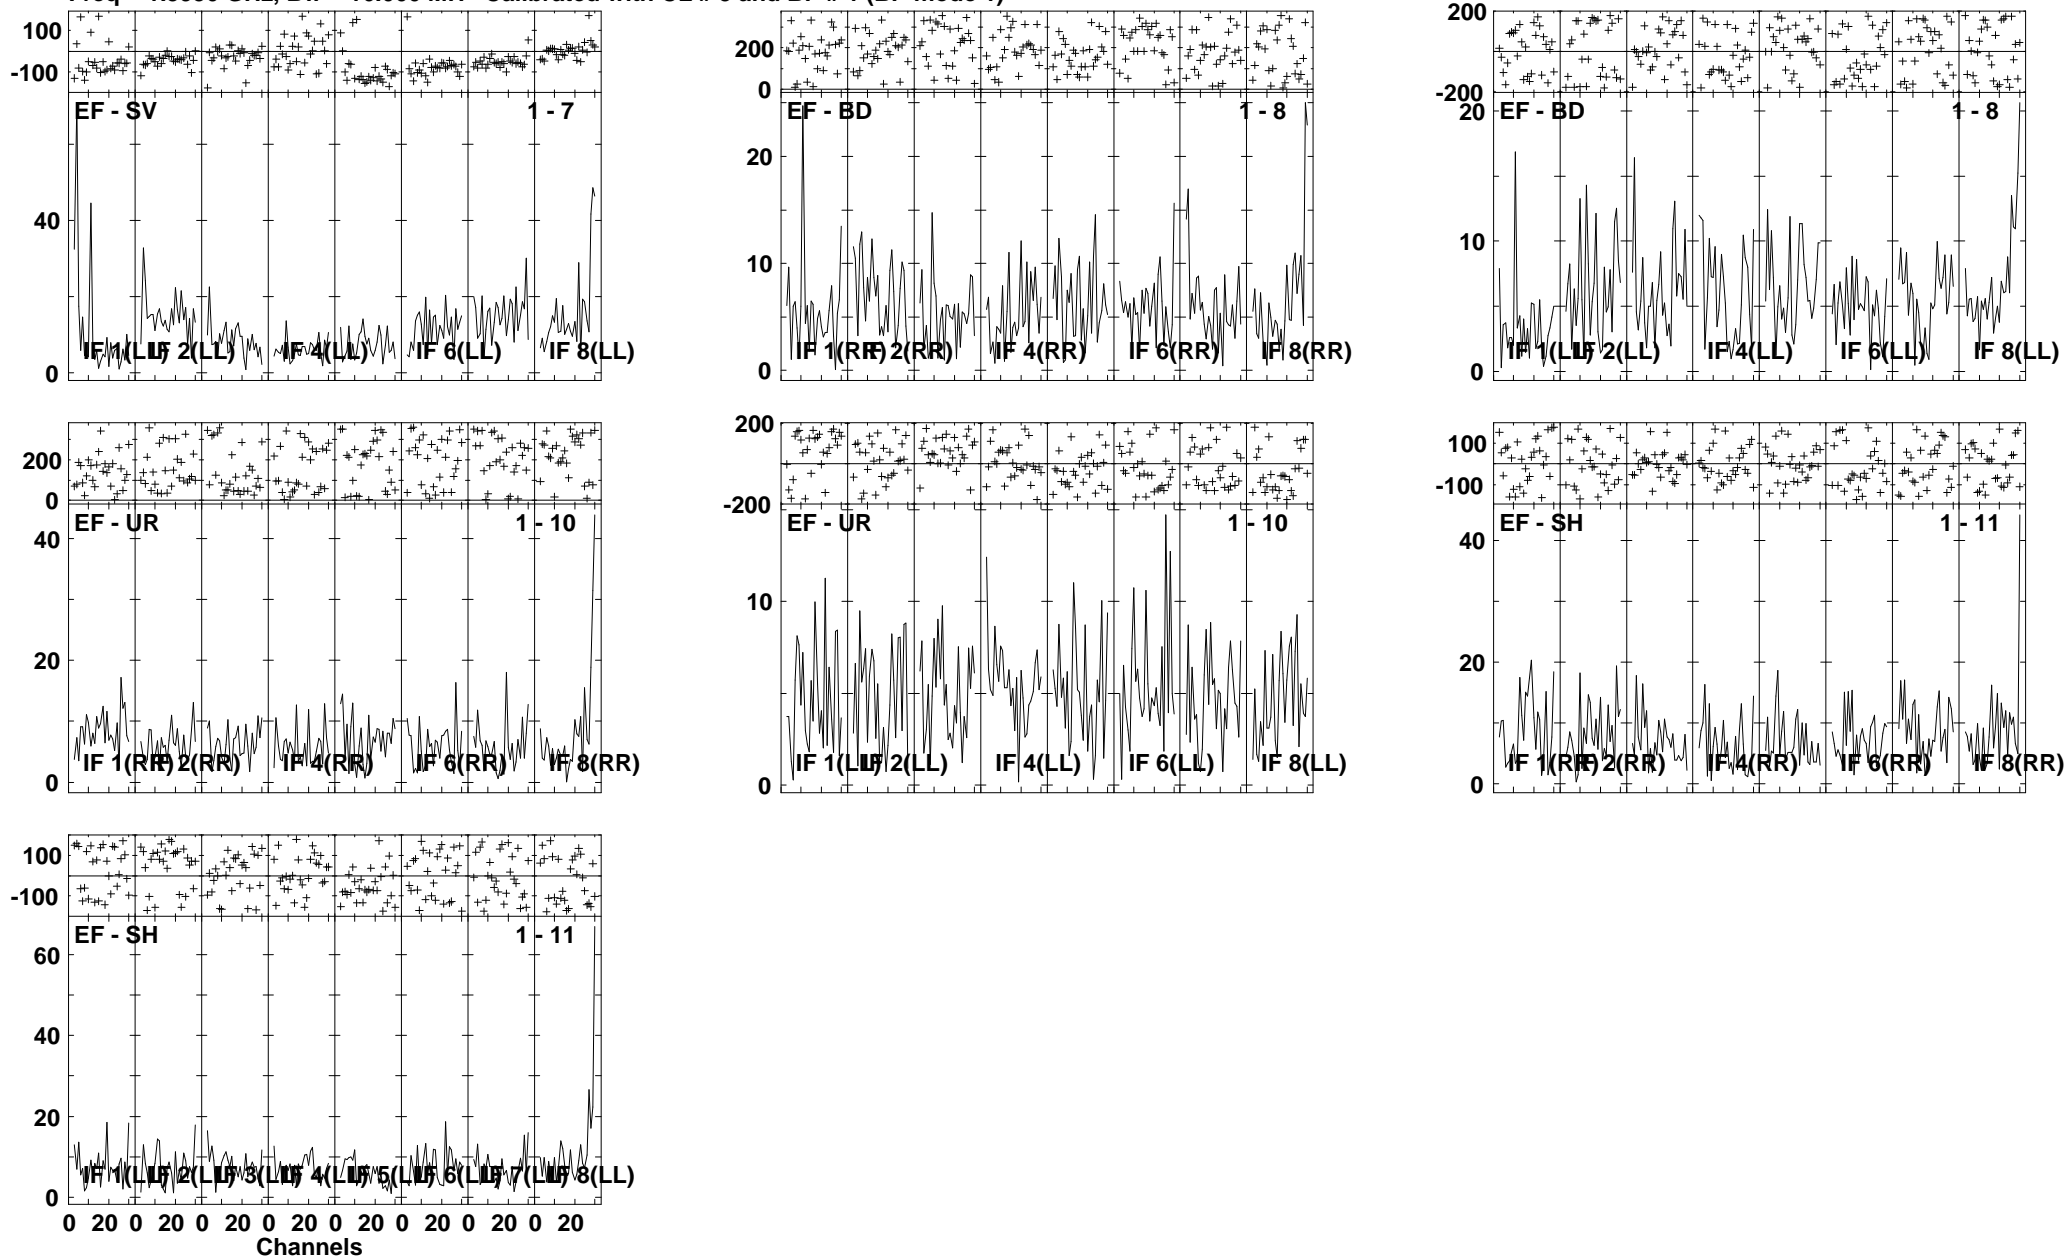 100
-100
EF - SV 1 - 7
40
0
IF 1(LL) IF 2(LL) IF 4(LL) IF 6(LL) IF 8(LL)
200
0
EF - BD 1 - 8
20
10
0
IF 1(RR) IF 2(RR) IF 4(RR) IF 6(RR) IF 8(RR)
200
-200
EF - BD 1 - 8
20
10
0
IF 1(LL) IF 2(LL) IF 4(LL) IF 6(LL) IF 8(LL)
200
0
EF - UR 1 - 10
40
20
0
IF 1(RR) IF 2(RR) IF 4(RR) IF 6(RR) IF 8(RR)
200
-200
EF - UR 1 - 10
10
0
IF 1(LL) IF 2(LL) IF 4(LL) IF 6(LL) IF 8(LL)
100
-100
EF - SH 1 - 11
40
20
0
IF 1(RR) IF 2(RR) IF 4(RR) IF 6(RR) IF 8(RR)
100
-100
EF - SH 1 - 11
60
40
20
0
IF 1(LL) IF 2(LL) IF 3(LL) IF 4(LL) IF 5(LL) IF 6(LL) IF 7(LL) IF 8(LL)
0 20 0 20 0 20 0 20 0 20 0 20 0 20 0 20
Channels